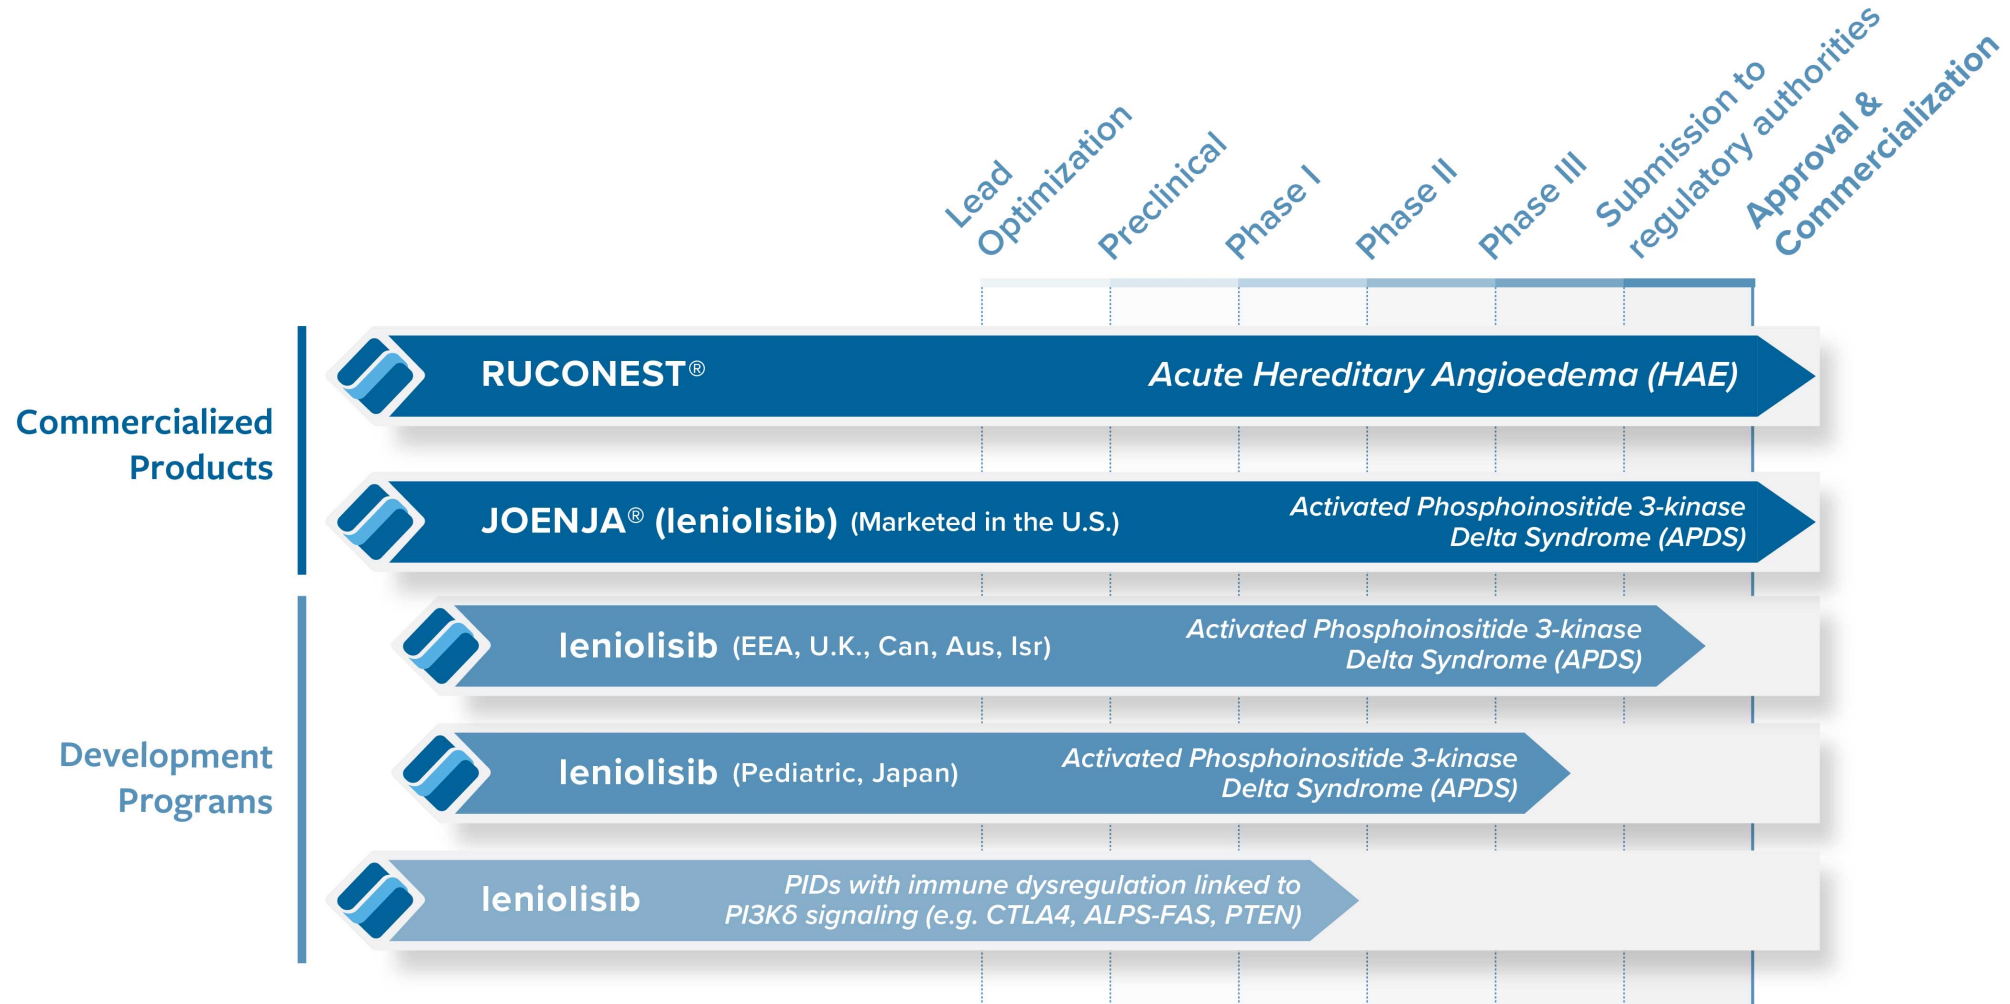 Lead
Optimization
Preclinical
Phase I
Phase II
Phase III
Submission to
regulatory authorities
Approval &
Commercialization
Commercialized
Products
RUCONEST®
Acute Hereditary Angioedema (HAE)
JOENJA® (leniolisib) (Marketed in the U.S.)
Activated Phosphoinositide 3-kinase
Delta Syndrome (APDS)
Development
Programs
leniolisib (EEA, U.K., Can, Aus, Isr)
Activated Phosphoinositide 3-kinase
Delta Syndrome (APDS)
leniolisib (Pediatric, Japan)
Activated Phosphoinositide 3-kinase
Delta Syndrome (APDS)
leniolisib
PIDs with immune dysregulation linked to
PI3Kδ signaling (e.g. CTLA4, ALPS-FAS, PTEN)